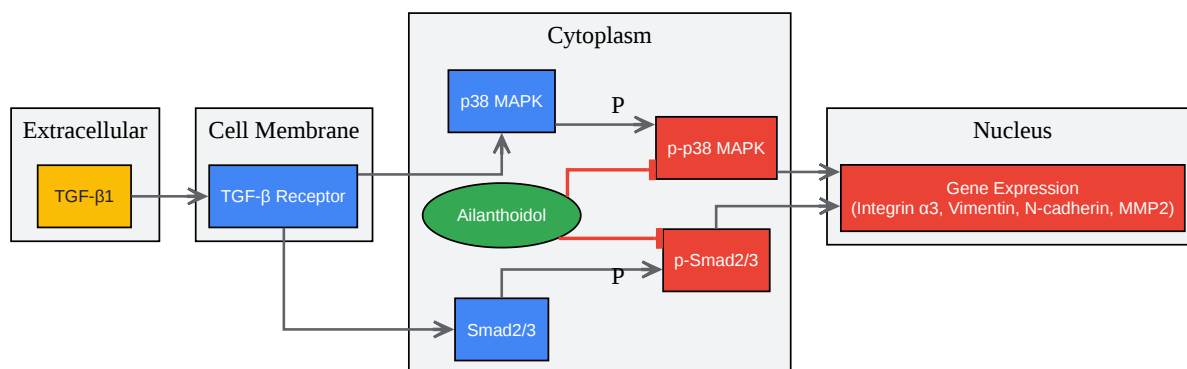 Extracellular
TGF-β1
Cell Membrane
TGF-β Receptor
Cytoplasm
p38 MAPK
P
p-p38 MAPK
Ailanthoidol
p-Smad2/3
P
Smad2/3
Nucleus
Gene Expression
(Integrin α3, Vimentin, N-cadherin, MMP2)